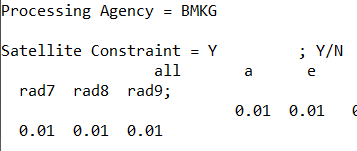 Processing Agency = BMKG
Satellite Constraint = Y ; Y/N
all a e
rad7 rad8 rad9;
0.01 0.01
0.01 0.01 0.01